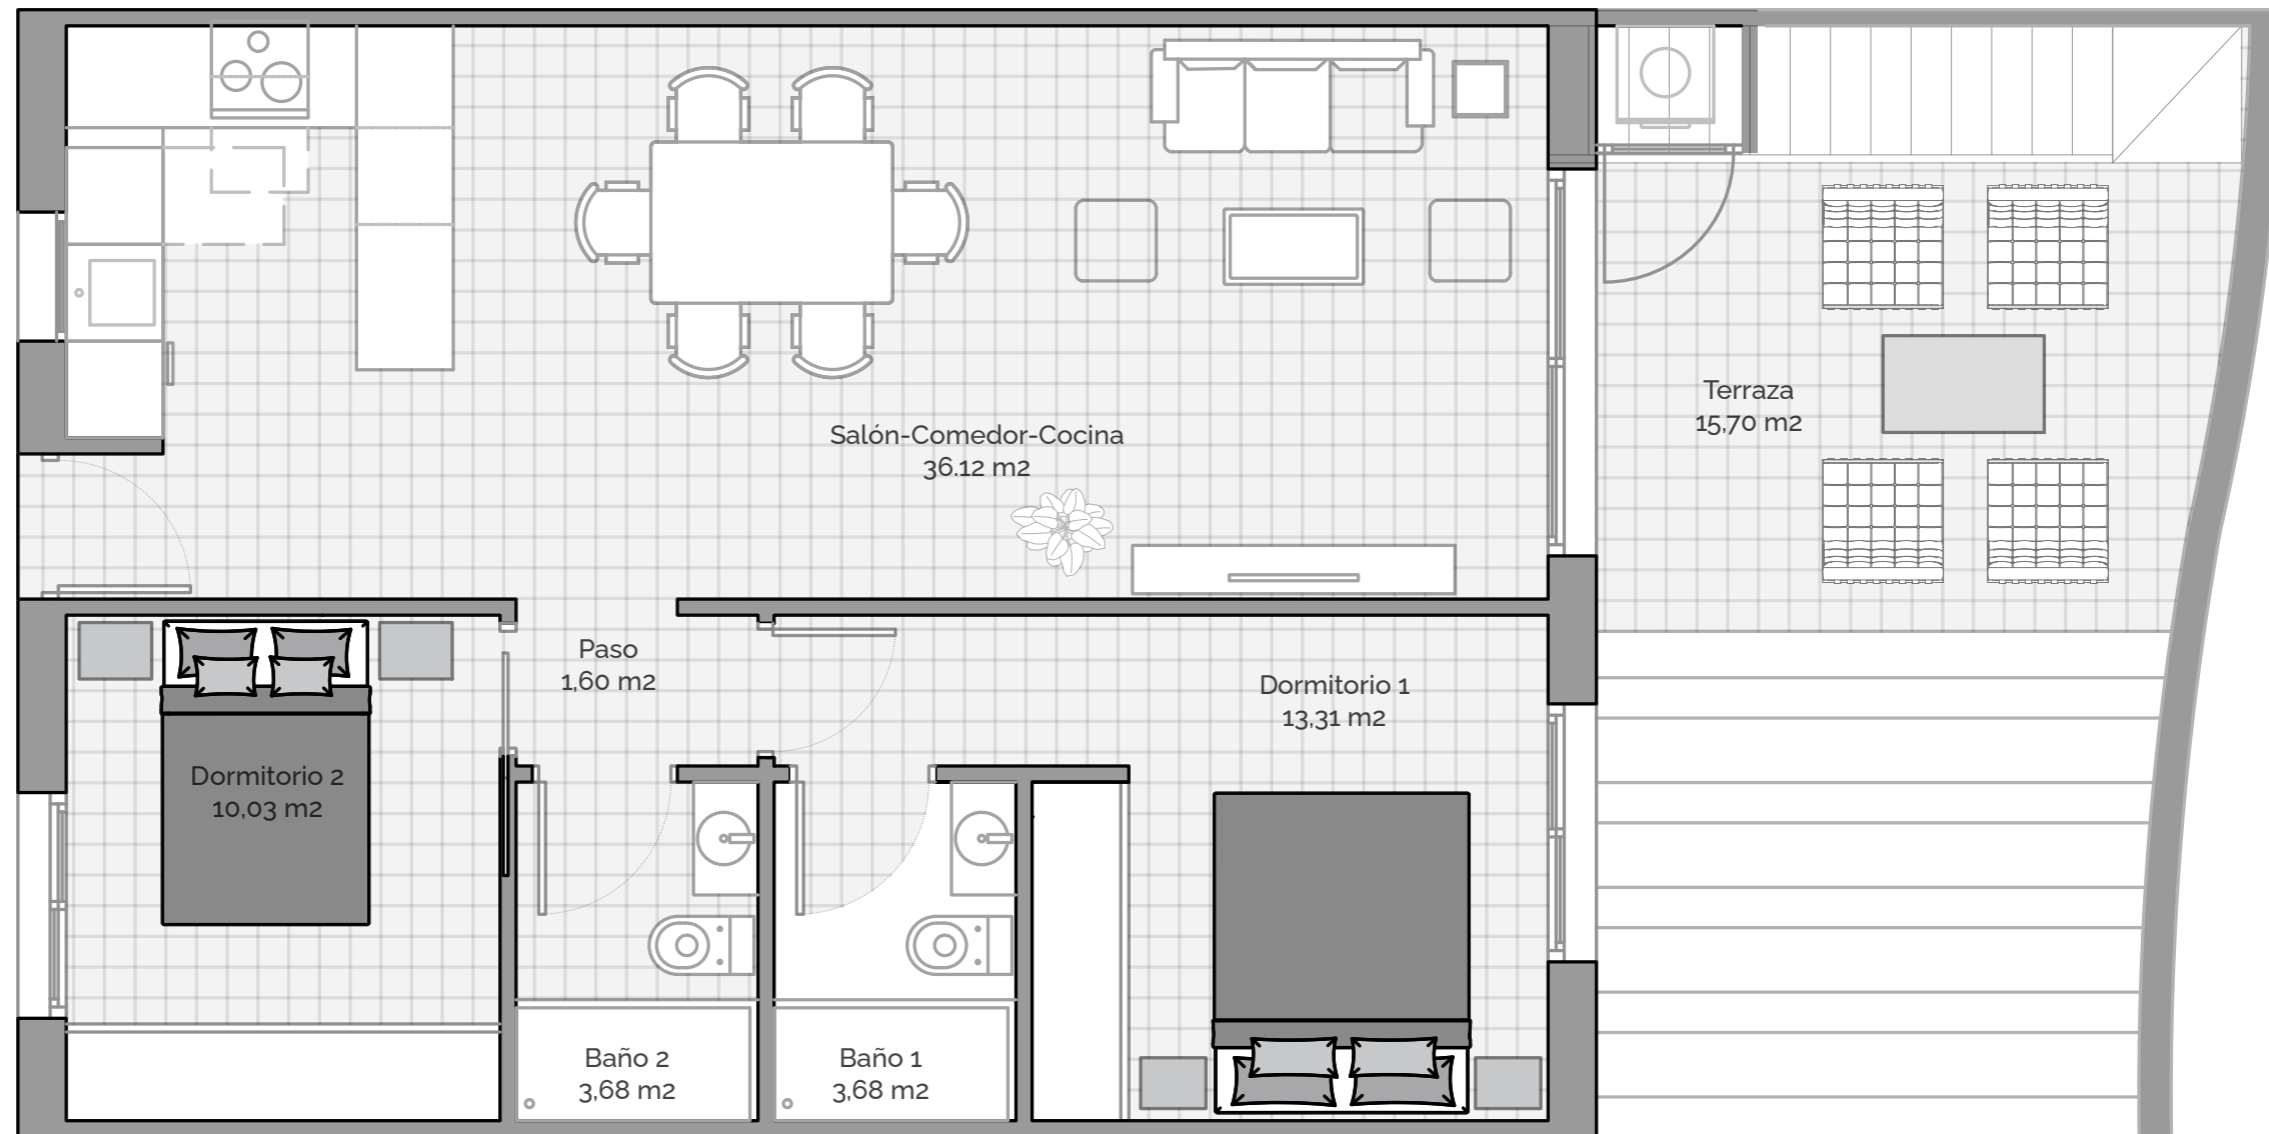 Terraza
15,70 m2
Salón-Comedor-Cocina
36.12 m2
Paso
1,60 m2
Dormitorio 1
13,31 m2
Dormitorio 2
10,03 m2
Baño 2
3,68 m2
Baño 1
3,68 m2